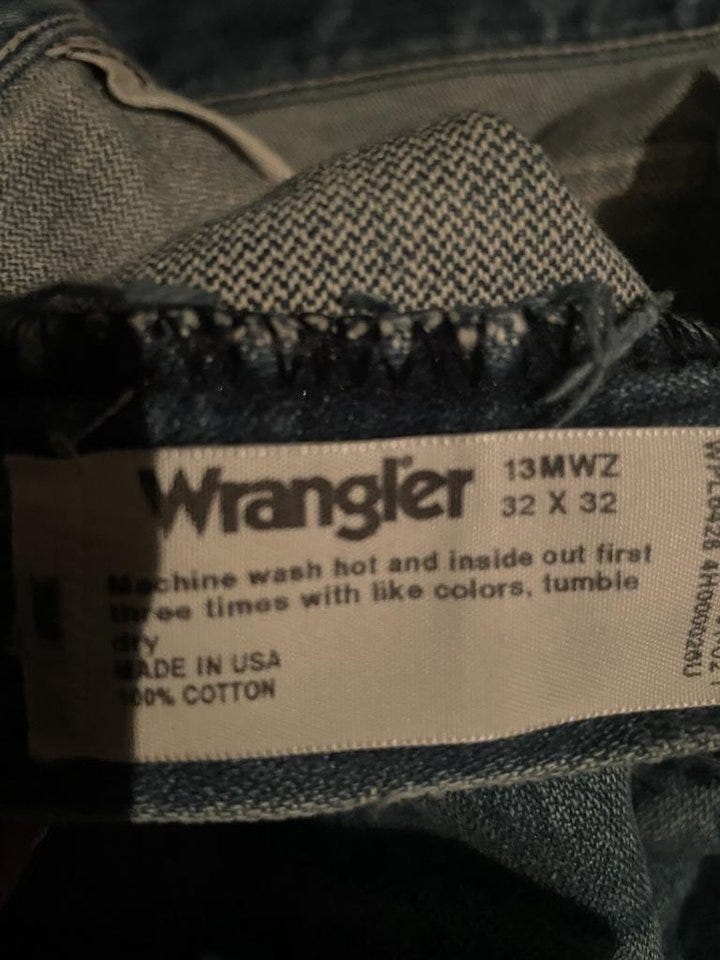 Wrangler
13MWZ
32 X 32
Machine wash hot and inside out first
three times with like colors, tumble
dry
MADE IN USA
100% COTTON